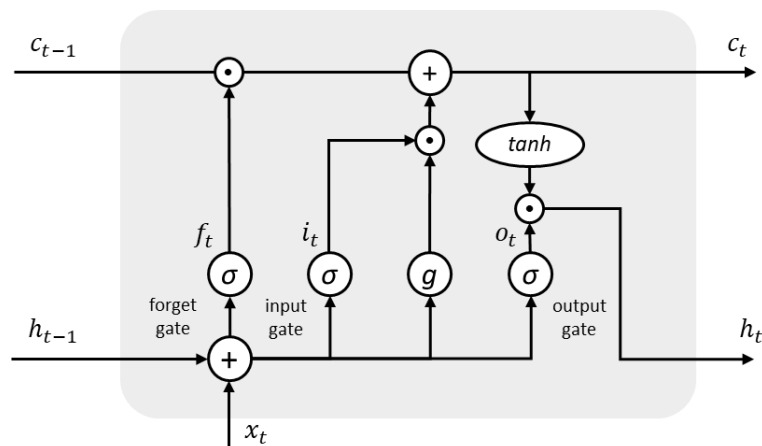 c_{t−1}
c_t
+
tanh
f_t
i_t
o_t
σ
σ
g
σ
forget
gate
input
gate
output
gate
h_{t−1}
+
h_t
x_t